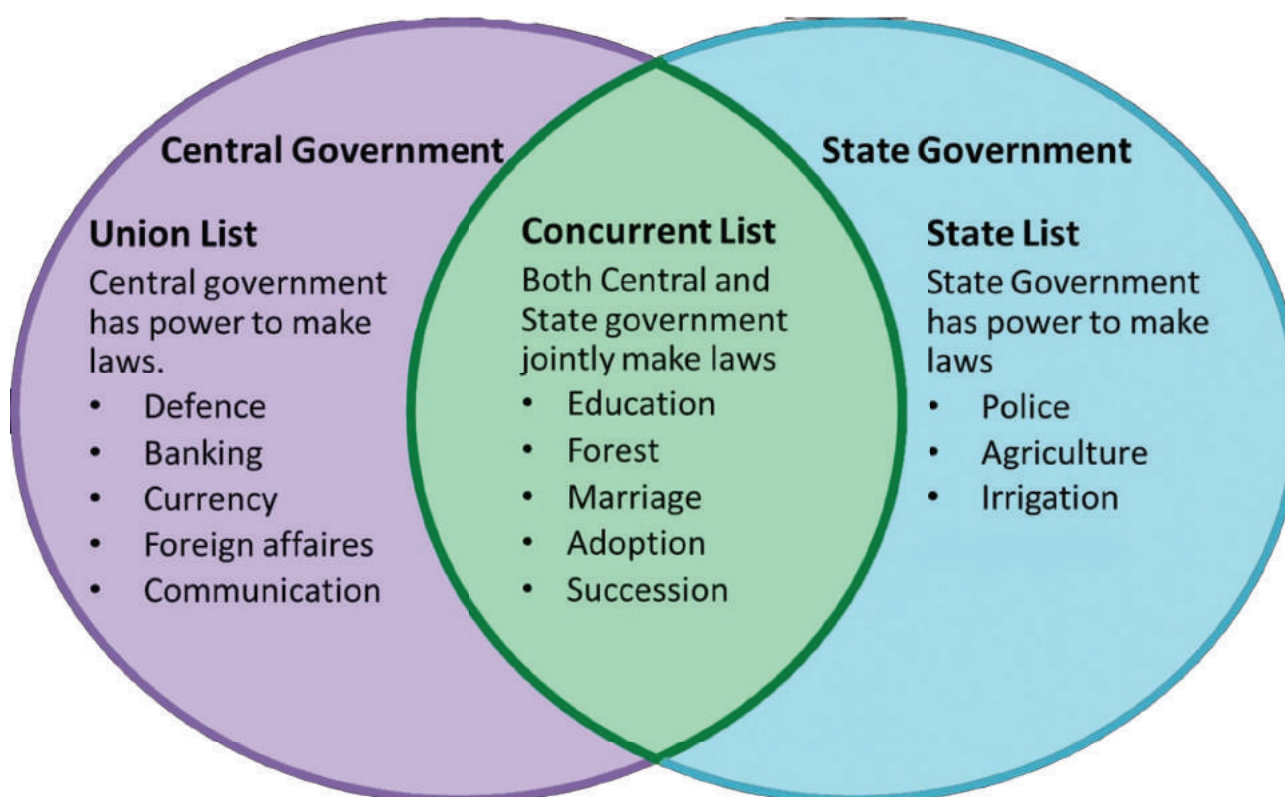 Central Government
Union List
Central government
has power to make
laws.
• Defence
• Banking
• Currency
• Foreign affaires
• Communication
Concurrent List
Both Central and
State government
jointly make laws
• Education
• Forest
• Marriage
• Adoption
• Succession
State Government
State List
State Government
has power to make
laws
• Police
• Agriculture
• Irrigation